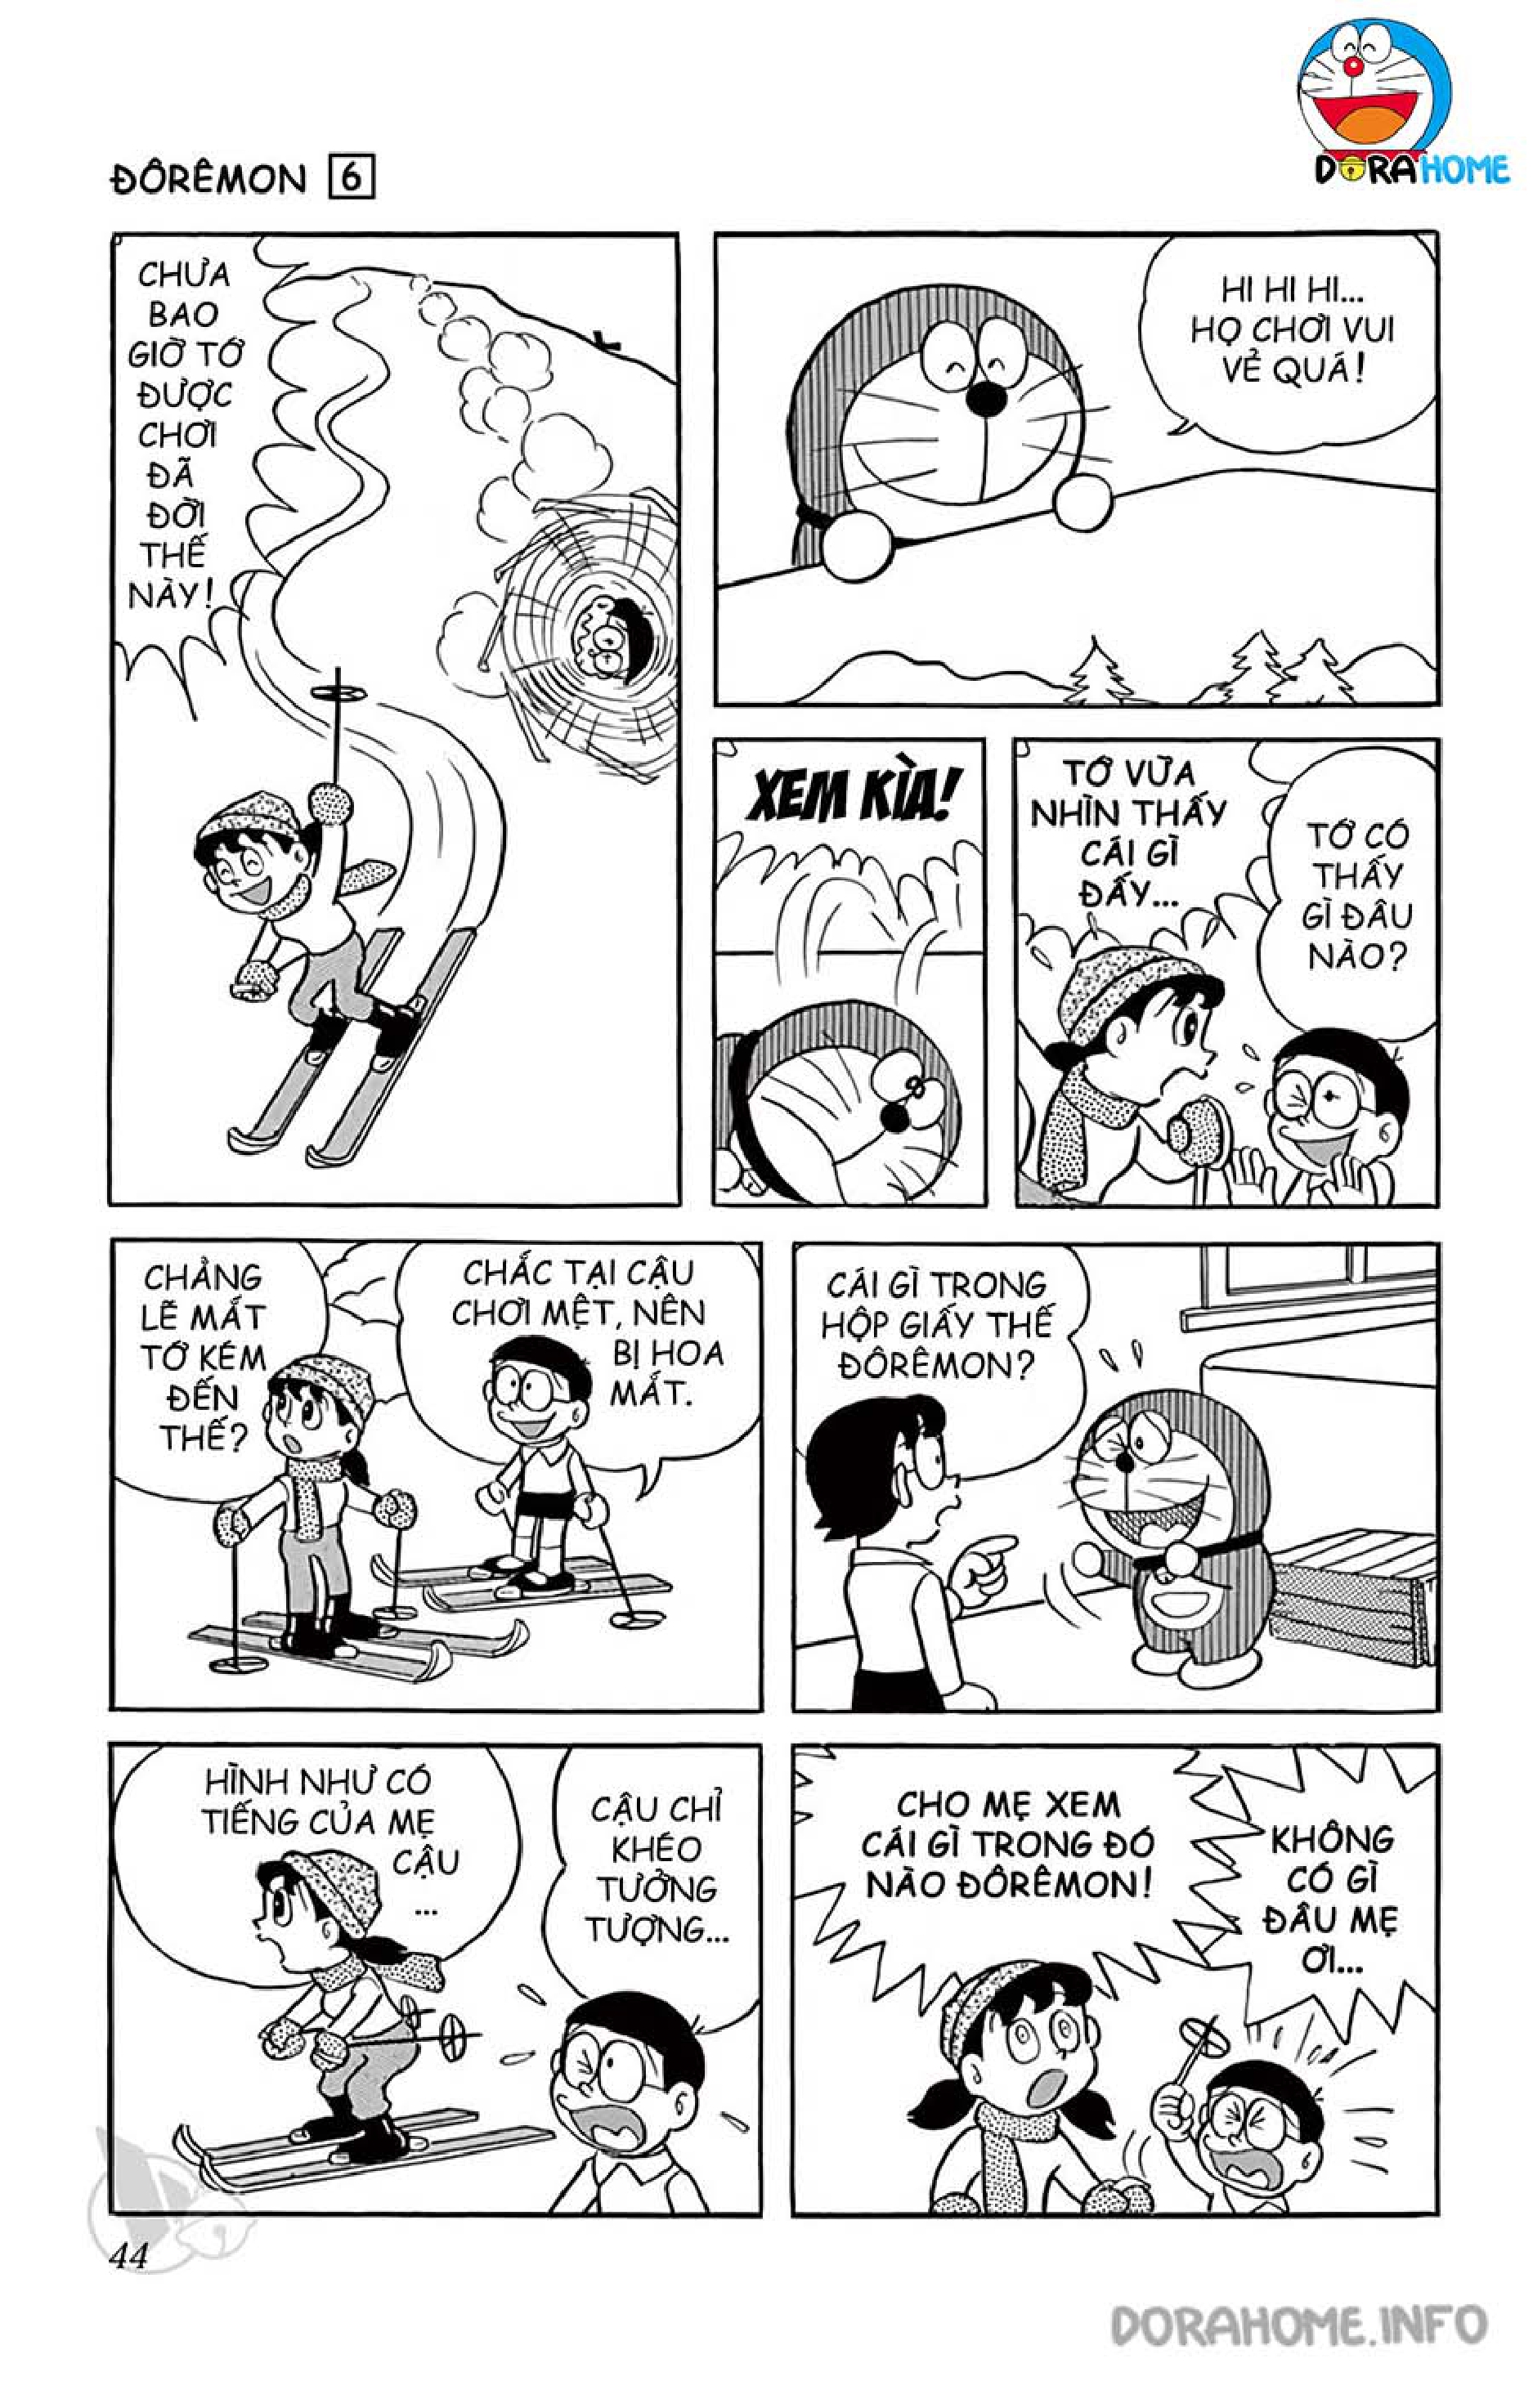 DORAHOME
ĐÔRÊMON 6
CHƯA
BAO
GIỜ TỚ
ĐƯỢC
CHƠI
ĐÃ
ĐỜI
THẾ
NÀY!
HI HI HI...
HỌ CHƠI VUI
VẺ QUÁ!
XEM KÌA!
TỚ VỪA
NHÌN THẤY
CÁI GÌ
ĐẤY...
TỚ CÓ
THẤY
GÌ ĐÂU
NÀO?
CHẲNG
LẼ MẮT
TỚ KÉM
ĐẾN
THẾ?
CHẮC TẠI CẬU
CHƠI MỆT, NÊN
BỊ HOA
MẮT.
CÁI GÌ TRONG
HỘP GIẤY THẾ
ĐÔRÊMON?
HÌNH NHƯ CÓ
TIẾNG CỦA MẸ
CẬU
...
CẬU CHỈ
KHÉO
TƯỞNG
TƯỢNG...
CHO MẸ XEM
CÁI GÌ TRONG ĐÓ
NÀO ĐÔRÊMON!
KHÔNG
CÓ GÌ
ĐÂU MẸ
ƠI...
44
DORAHOME.INFO